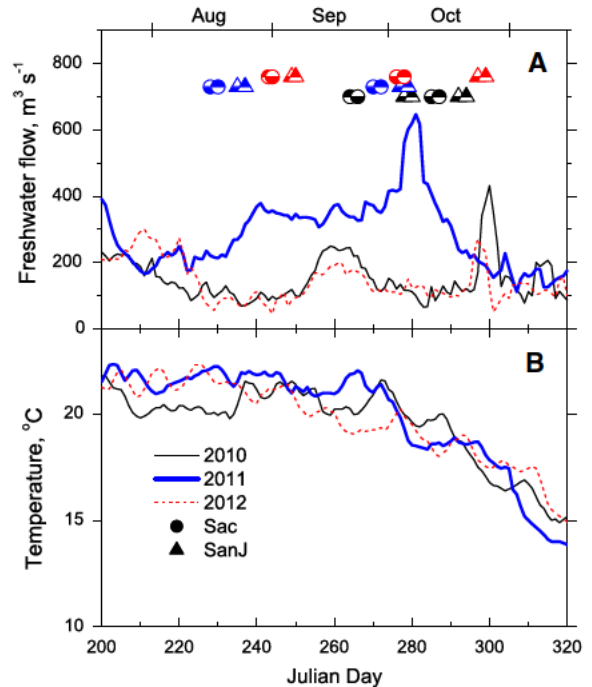 Aug Sep Oct
A
800
600
400
200
0
Freshwater flow, m³ s⁻¹
B
20
15
10
Temperature, °C
2010
2011
2012
Sac
SanJ
200 220 240 260 280 300 320
Julian Day